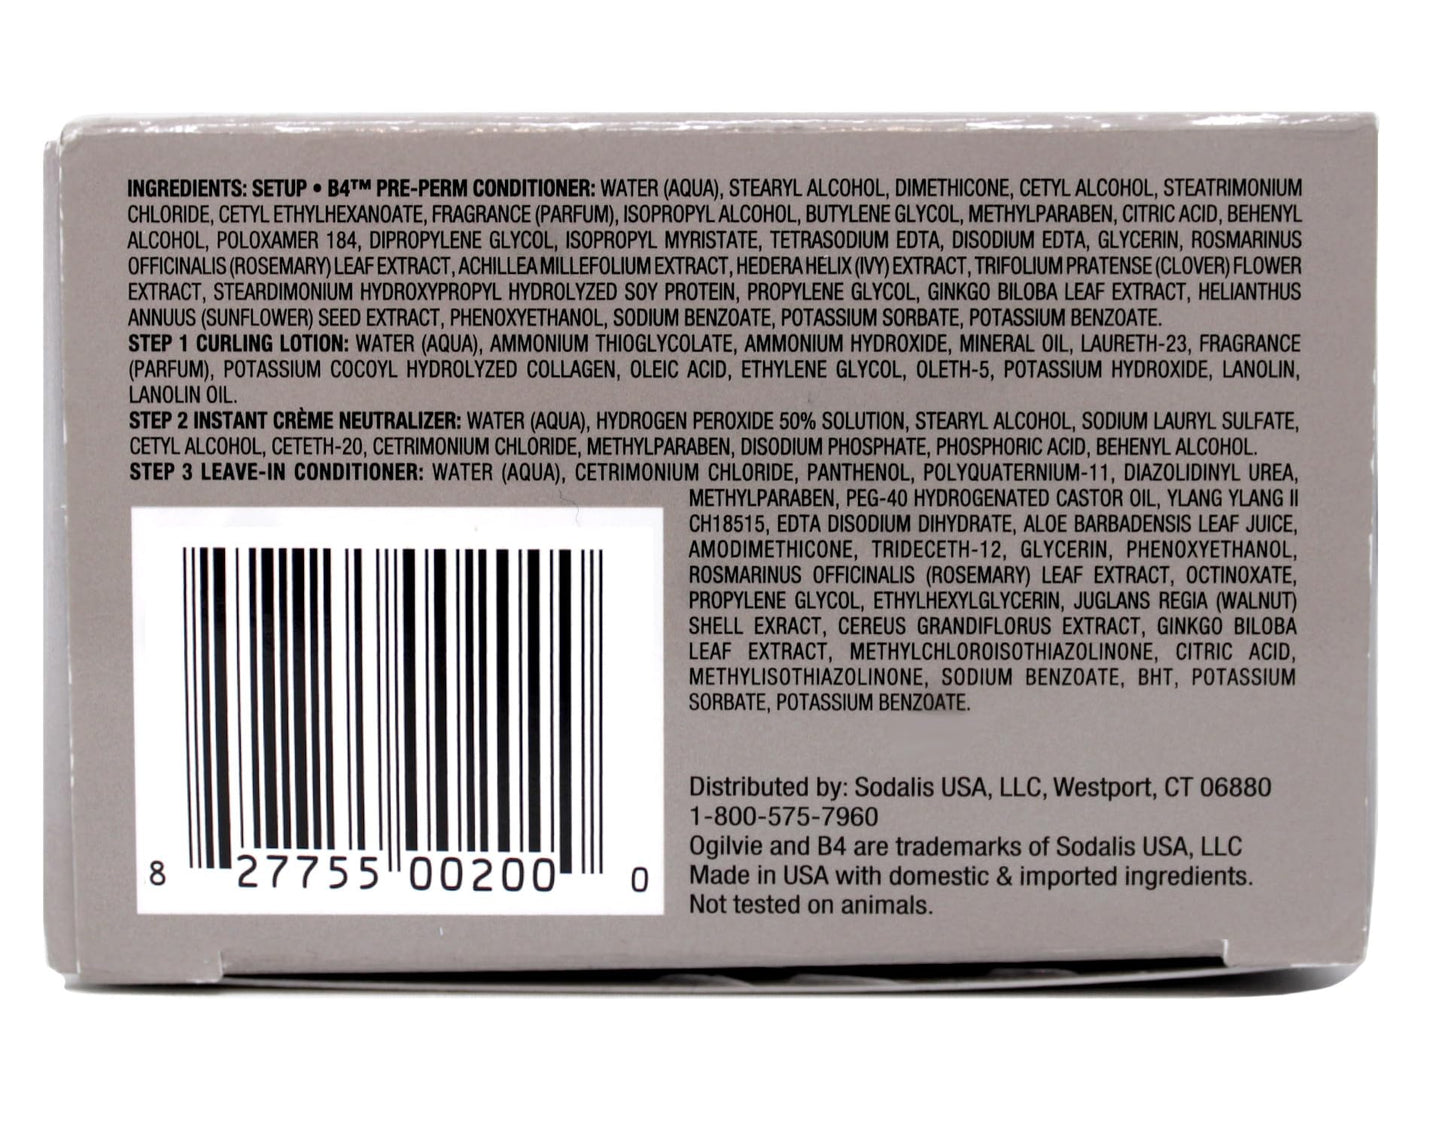 INGREDIENTS: SETUP • B4™ PRE-PERM CONDITIONER: WATER (AQUA), STEARYL ALCOHOL, DIMETHICONE, CETYL ALCOHOL, STEATRIMONIUM
CHLORIDE, CETYL ETHYLHEXANOATE, FRAGRANCE (PARFUM), ISOPROPYL ALCOHOL, BUTYLENE GLYCOL, METHYLPARABEN, CITRIC ACID, BEHENYL
ALCOHOL, POLOXAMER 184, DIPROPYLENE GLYCOL, ISOPROPYL MYRISTATE, TETRASODIUM EDTA, DISODIUM EDTA, GLYCERIN, ROSMARINUS
OFFICINALIS (ROSEMARY) LEAF EXTRACT, ACHILLEA MILLEFOLIUM EXTRACT, HEDERA HELIX (IVY) EXTRACT, TRIFOLIUM PRATENSE (CLOVER) FLOWER
EXTRACT, STEARDIMONIUM HYDROXYPROPYL HYDROLYZED SOY PROTEIN, PROPYLENE GLYCOL, GINKGO BILOBA LEAF EXTRACT, HELIANTHUS
ANNUUS (SUNFLOWER) SEED EXTRACT, PHENOXYETHANOL, SODIUM BENZOATE, POTASSIUM SORBATE, POTASSIUM BENZOATE.
STEP 1 CURLING LOTION: WATER (AQUA), AMMONIUM THIOGLYCOLATE, AMMONIUM HYDROXIDE, MINERAL OIL, LAURETH-23, FRAGRANCE
(PARFUM), POTASSIUM COCOYL HYDROLYZED COLLAGEN, OLEIC ACID, ETHYLENE GLYCOL, OLETH-5, POTASSIUM HYDROXIDE, LANOLIN,
LANOLIN OIL.
STEP 2 INSTANT CRÈME NEUTRALIZER: WATER (AQUA), HYDROGEN PEROXIDE 50% SOLUTION, STEARYL ALCOHOL, SODIUM LAURYL SULFATE,
CETYL ALCOHOL, CETETH-20, CETRIMONIUM CHLORIDE, METHYLPARABEN, DISODIUM PHOSPHATE, PHOSPHORIC ACID, BEHENYL ALCOHOL.
STEP 3 LEAVE-IN CONDITIONER: WATER (AQUA), CETRIMONIUM CHLORIDE, PANTHENOL, POLYQUATERNIUM-11, DIAZOLIDINYL UREA,
METHYLPARABEN, PEG-40 HYDROGENATED CASTOR OIL, YLANG YLANG II
CH18515, EDTA DISODIUM DIHYDRATE, ALOE BARBADENSIS LEAF JUICE,
AMODIMETHICONE, TRIDECETH-12, GLYCERIN, PHENOXYETHANOL,
ROSMARINUS OFFICINALIS (ROSEMARY) LEAF EXTRACT, OCTINOXATE,
PROPYLENE GLYCOL, ETHYLHEXYLGLYCERIN, JUGLANS REGIA (WALNUT)
SHELL EXRACT, CEREUS GRANDIFLORUS EXTRACT, GINKGO BILOBA
LEAF EXTRACT, METHYLCHLOROISOTHIAZOLINONE, CITRIC ACID,
METHYLISOTHIAZOLINONE, SODIUM BENZOATE, BHT, POTASSIUM
SORBATE, POTASSIUM BENZOATE.
8 27755 00200 0
Distributed by: Sodalis USA, LLC, Westport, CT 06880
1-800-575-7960
Ogilvie and B4 are trademarks of Sodalis USA, LLC
Made in USA with domestic & imported ingredients.
Not tested on animals.